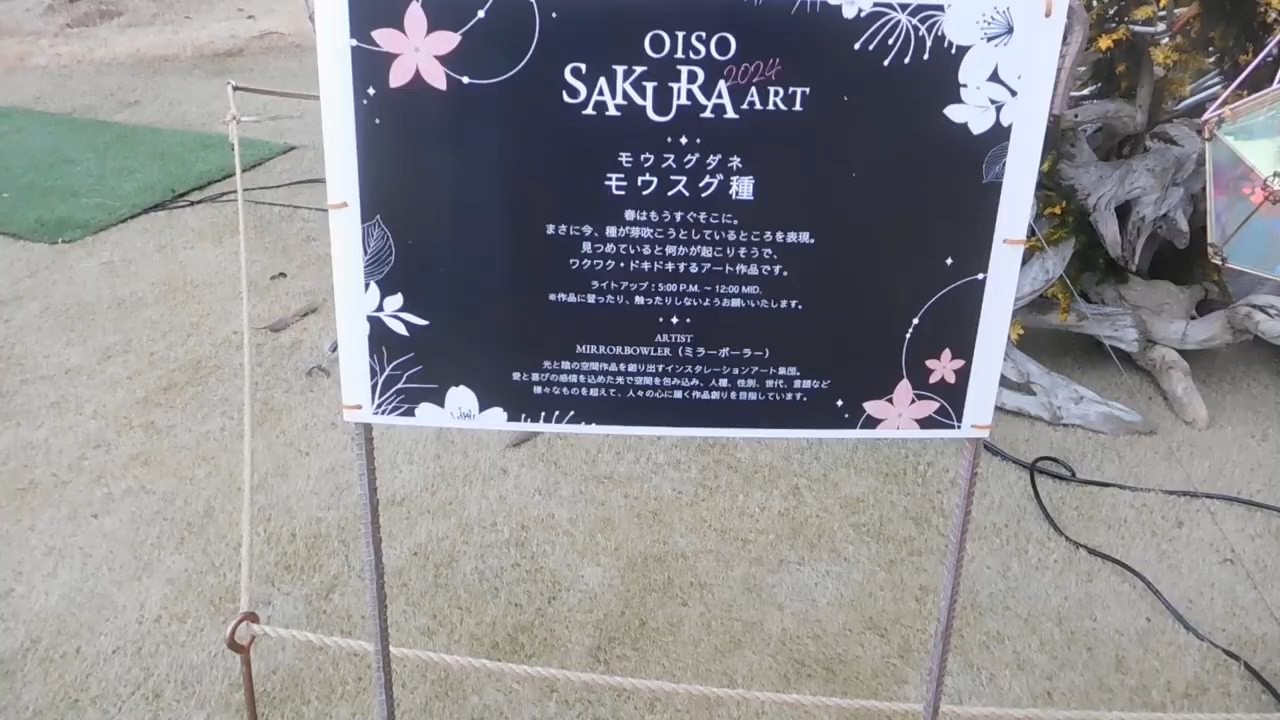 OISO
SAKURA 2024 ART
モウスグダネ
モウスグ種
春はもうすぐそこに。
まさに今、種が芽吹こうとしているところを表現。
見つめていると何かが起こりそうで、
ワクワク・ドキドキするアート作品です。
ライトアップ：5:00 P.M. ～ 12:00 MID.
※作品に登ったり、触ったりしないようお願いいたします。
ARTIST
MIRRORBOWLER（ミラーボーラー）
光と陰の空間作品を創り出すインスタレーションアート集団。
愛と喜びの感情を込めた光で空間を包み込み、人種、性別、世代、言語など
様々なものを超えて、人々の心に届く作品創りを目指しています。